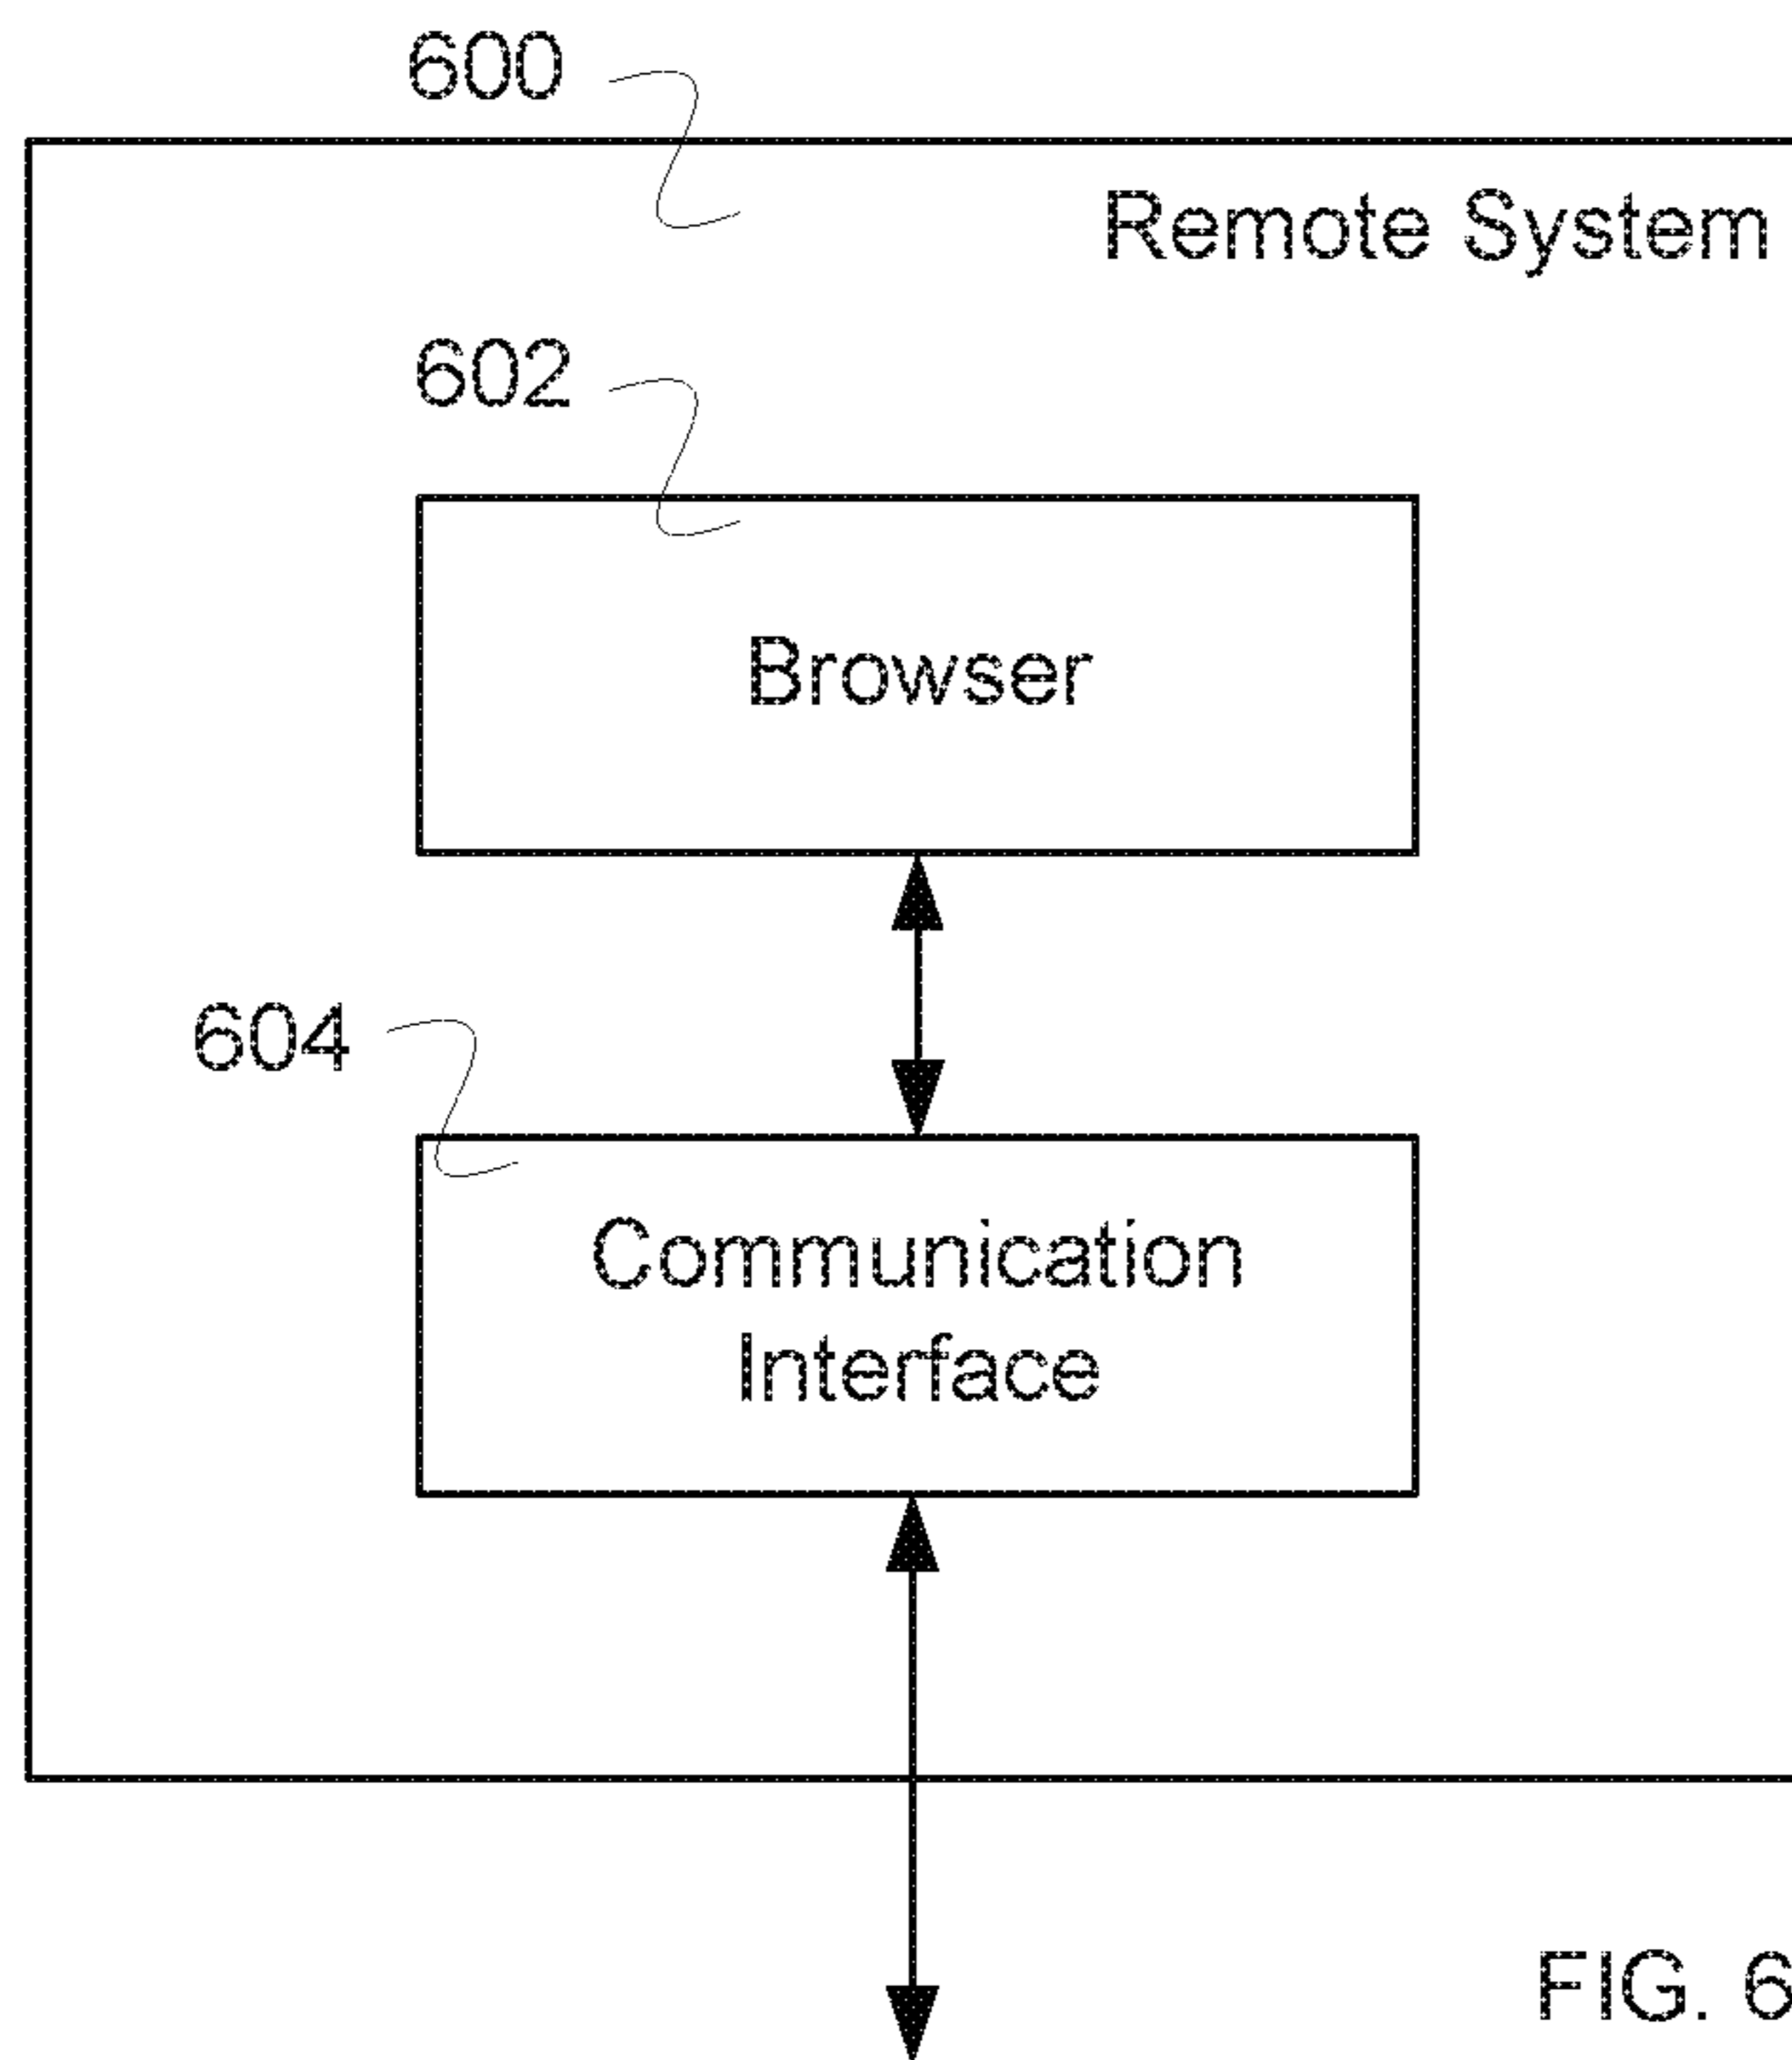 600
Remote System
602
Browser
604
Communication
Interface
FIG. 6